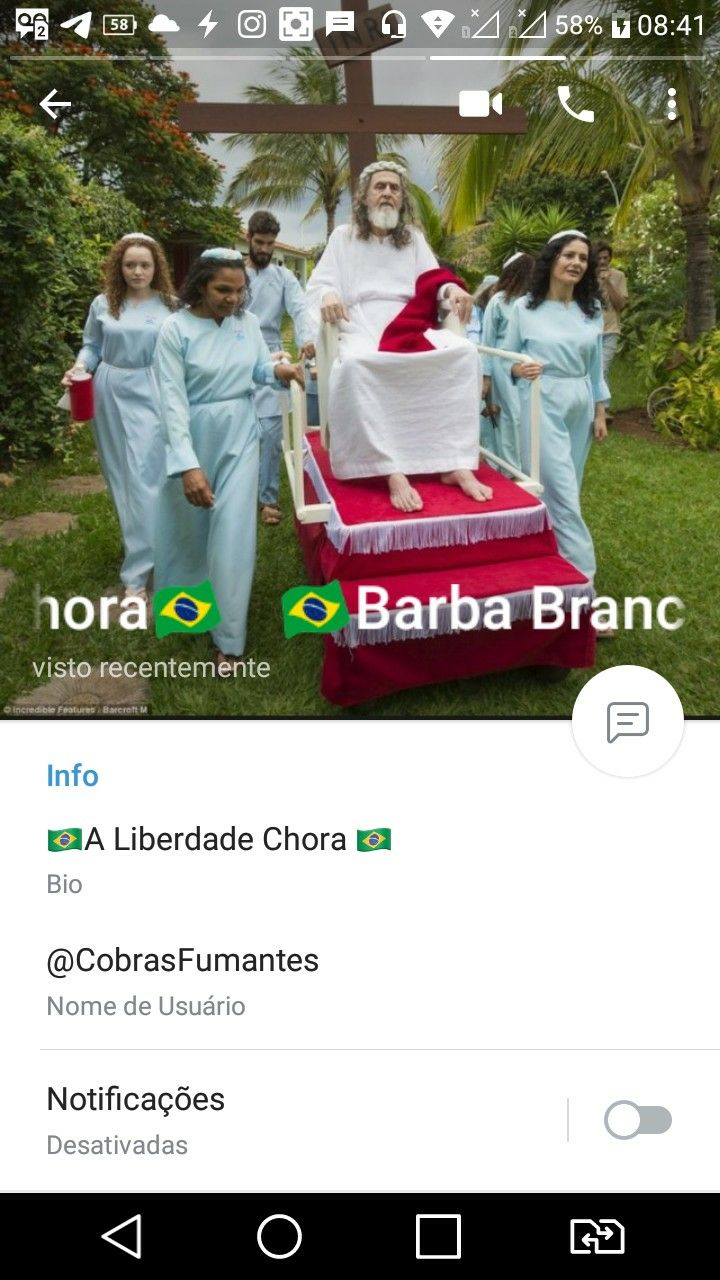 58 58% 08:41
INRI
hora🇧🇷 🇧🇷Barba Branc
visto recentemente
© Incredible Features / Barcroft M
Info
🇧🇷A Liberdade Chora 🇧🇷
Bio
@CobrasFumantes
Nome de Usuário
Notificações
Desativadas